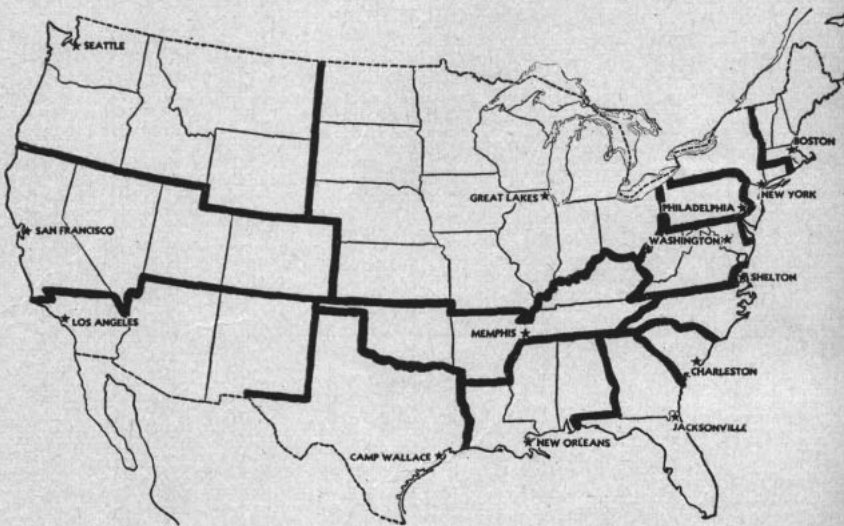 SEATTLE
BOSTON
NEW YORK
GREAT LAKES
PHILADELPHIA
SAN FRANCISCO
WASHINGTON
SHELTON
LOS ANGELES
MEMPHIS
CHARLESTON
JACKSONVILLE
NEW ORLEANS
CAMP WALLACE